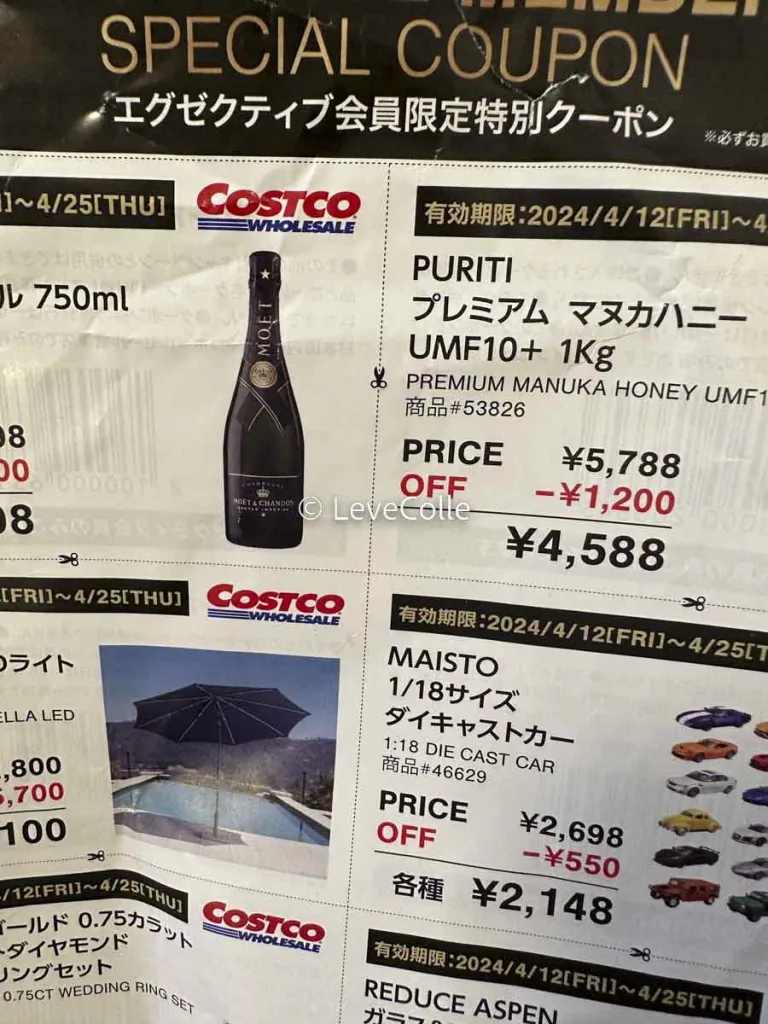 SPECIAL COUPON
エグゼクティブ会員限定特別クーポン
※必ずお
~4/25[THU]
COSTCO
WHOLESALE
ル 750ml
MOËT
MOËT & CHANDON
有効期限:2024/4/12[FRI]~4
PURITI
プレミアム マヌカハニー
UMF10+ 1Kg
PREMIUM MANUKA HONEY UMF1
商品#53826
PRICE ¥5,788
OFF -¥1,200
¥4,588
© LeveColle
[FRI]~4/25[THU]
COSTCO
WHOLESALE
ライト
ELLA LED
,800
,700
100
有効期限:2024/4/12[FRI]~4/25[T
MAISTO
1/18サイズ
ダイキャストカー
1:18 DIE CAST CAR
商品#46629
PRICE ¥2,698
OFF -¥550
各種 ¥2,148
/12[FRI]~4/25[THU]
COSTCO
WHOLESALE
ゴールド 0.75カラット
ダイヤモンド
リングセット
0.75CT WEDDING RING SET
有効期限:2024/4/12[FRI]~4/25[THU]
REDUCE ASPEN